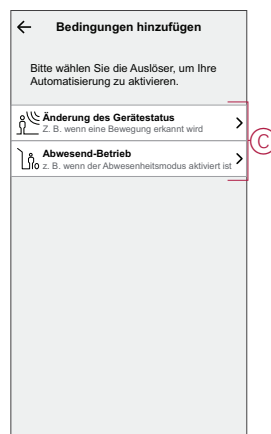 Bedingungen hinzufügen
Bitte wählen Sie die Auslöser, um Ihre
Automatisierung zu aktivieren.
Änderung des Gerätestatus
Z. B. wenn eine Bewegung erkannt wird
Abwesend-Betrieb
z. B. wenn der Abwesenheitsmodus aktiviert ist
C